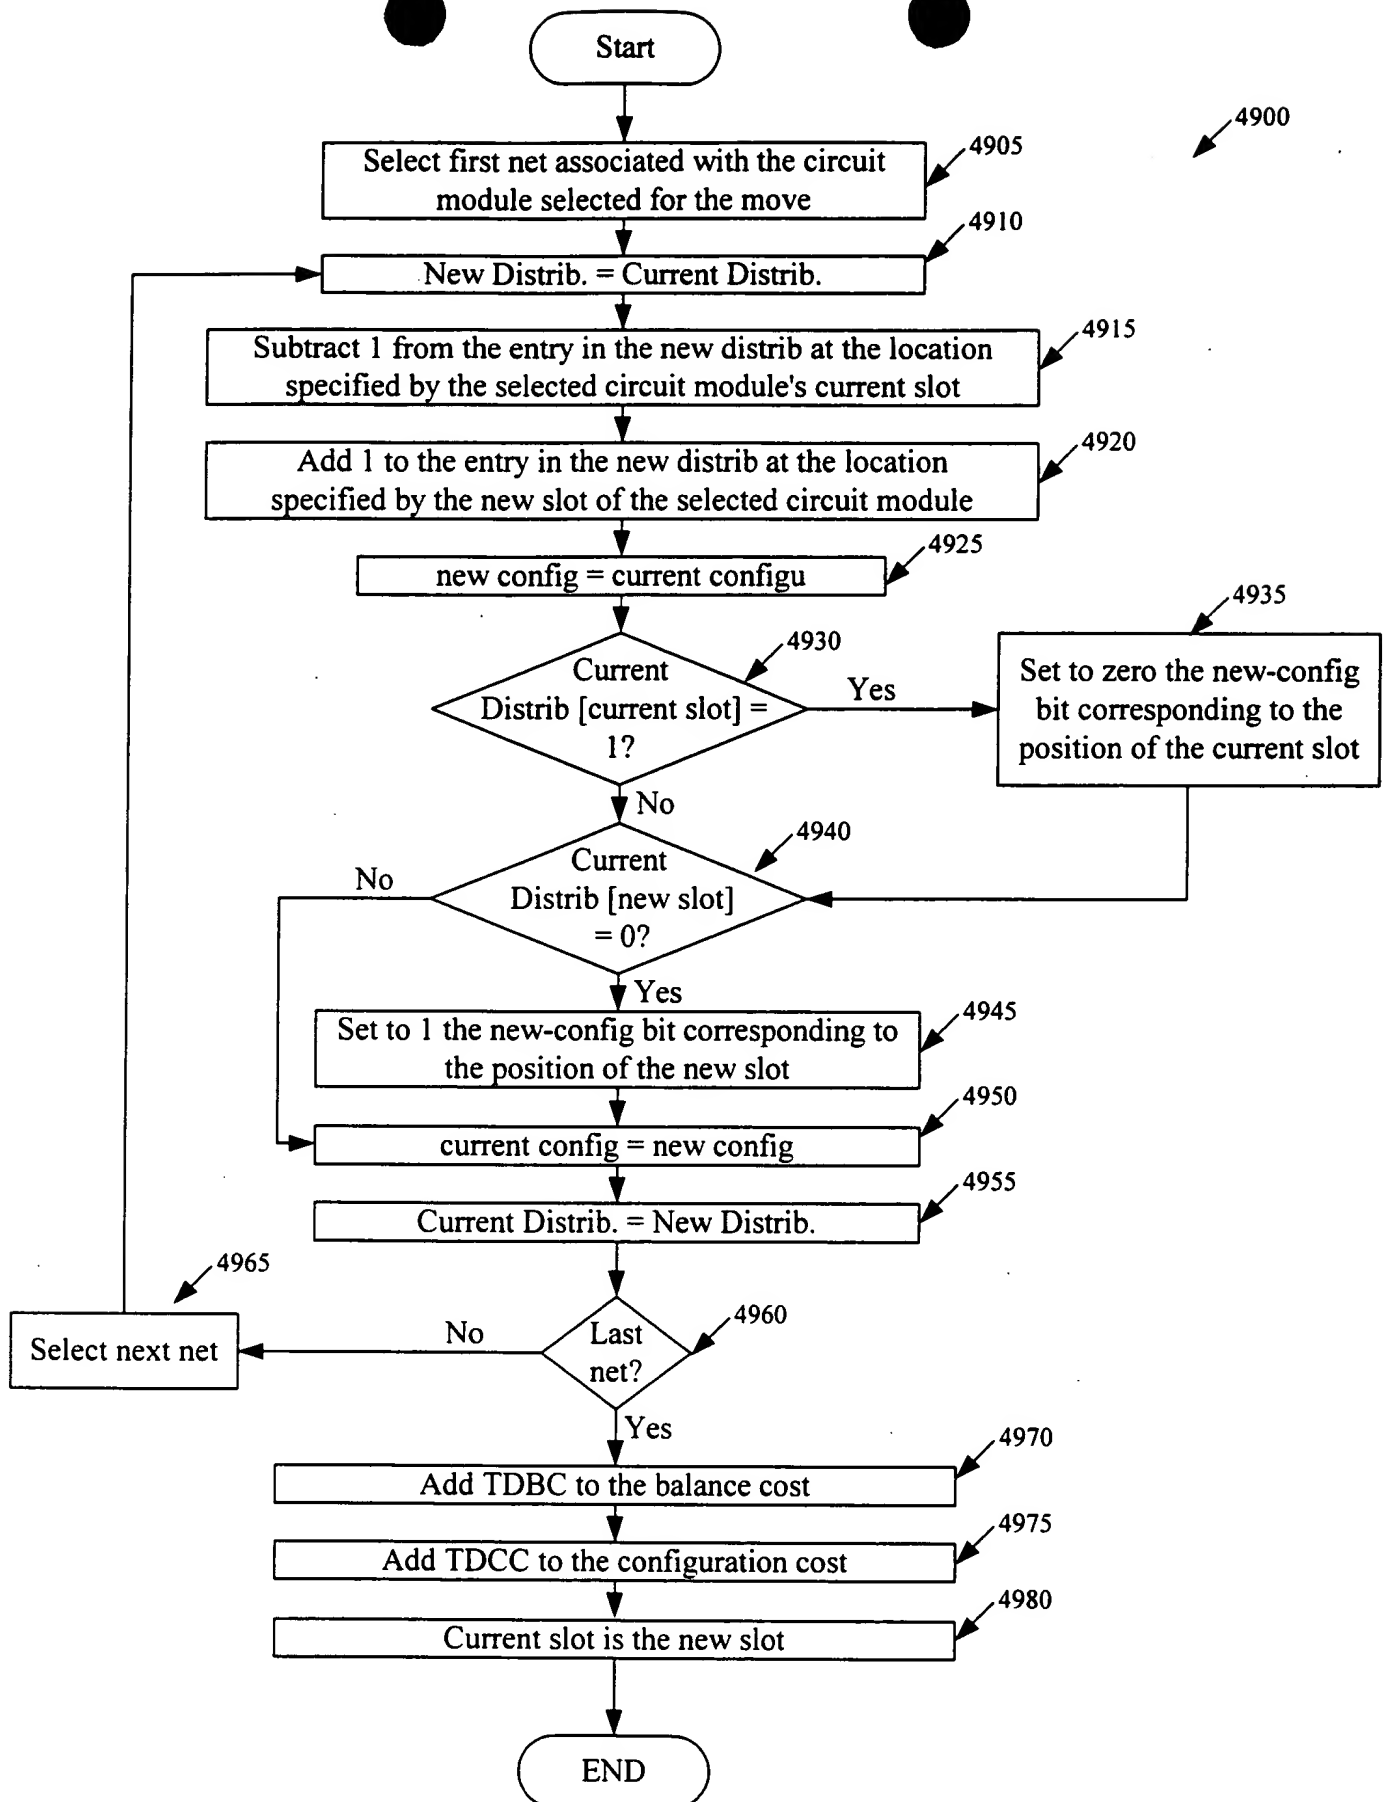 Start
4900
Select first net associated with the circuit
module selected for the move
4905
4910
New Distrib. = Current Distrib.
4915
Subtract 1 from the entry in the new distrib at the location
specified by the selected circuit module's current slot
4920
Add 1 to the entry in the new distrib at the location
specified by the new slot of the selected circuit module
4925
new config = current configu
4930
Current
Distrib [current slot] =
1?
Yes
4935
Set to zero the new-config
bit corresponding to the
position of the current slot
No
4940
Current
Distrib [new slot]
= 0?
No
Yes
4945
Set to 1 the new-config bit corresponding to
the position of the new slot
4950
current config = new config
4955
Current Distrib. = New Distrib.
4965
Select next net
No
4960
Last
net?
Yes
4970
Add TDBC to the balance cost
4975
Add TDCC to the configuration cost
4980
Current slot is the new slot
END